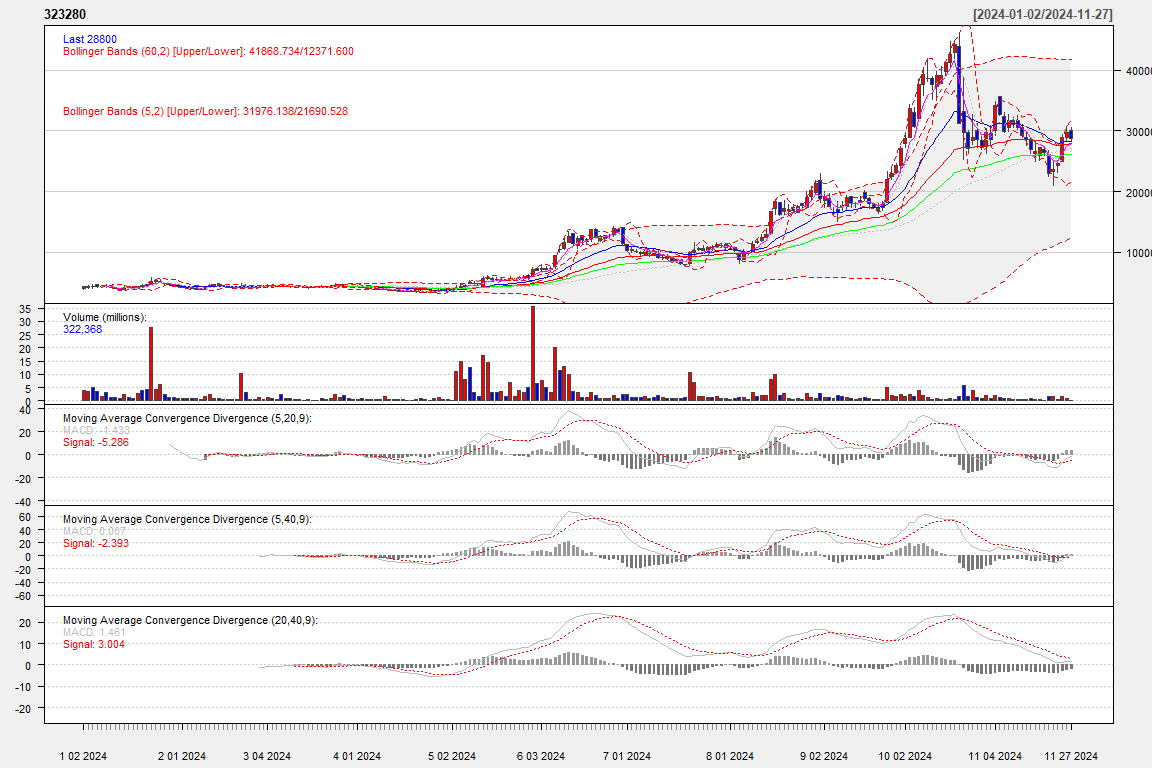 323280
[2024-01-02/2024-11-27]
Last 28800
Bollinger Bands (60,2) [Upper/Lower]: 41868.734/12371.600
Bollinger Bands (5,2) [Upper/Lower]: 31976.138/21690.528
40000
30000
20000
10000
Volume (millions):
322,368
35
30
25
20
15
10
5
0
Moving Average Convergence Divergence (5,20,9):
MACD: -1.433
Signal: -5.286
40
20
0
-20
-40
Moving Average Convergence Divergence (5,40,9):
MACD: 0.067
Signal: -2.393
60
40
20
0
-20
-40
-60
Moving Average Convergence Divergence (20,40,9):
MACD: 1.461
Signal: 3.004
20
10
0
-10
-20
1 02 2024
2 01 2024
3 04 2024
4 01 2024
5 02 2024
6 03 2024
7 01 2024
8 01 2024
9 02 2024
10 02 2024
11 04 2024
11 27 2024